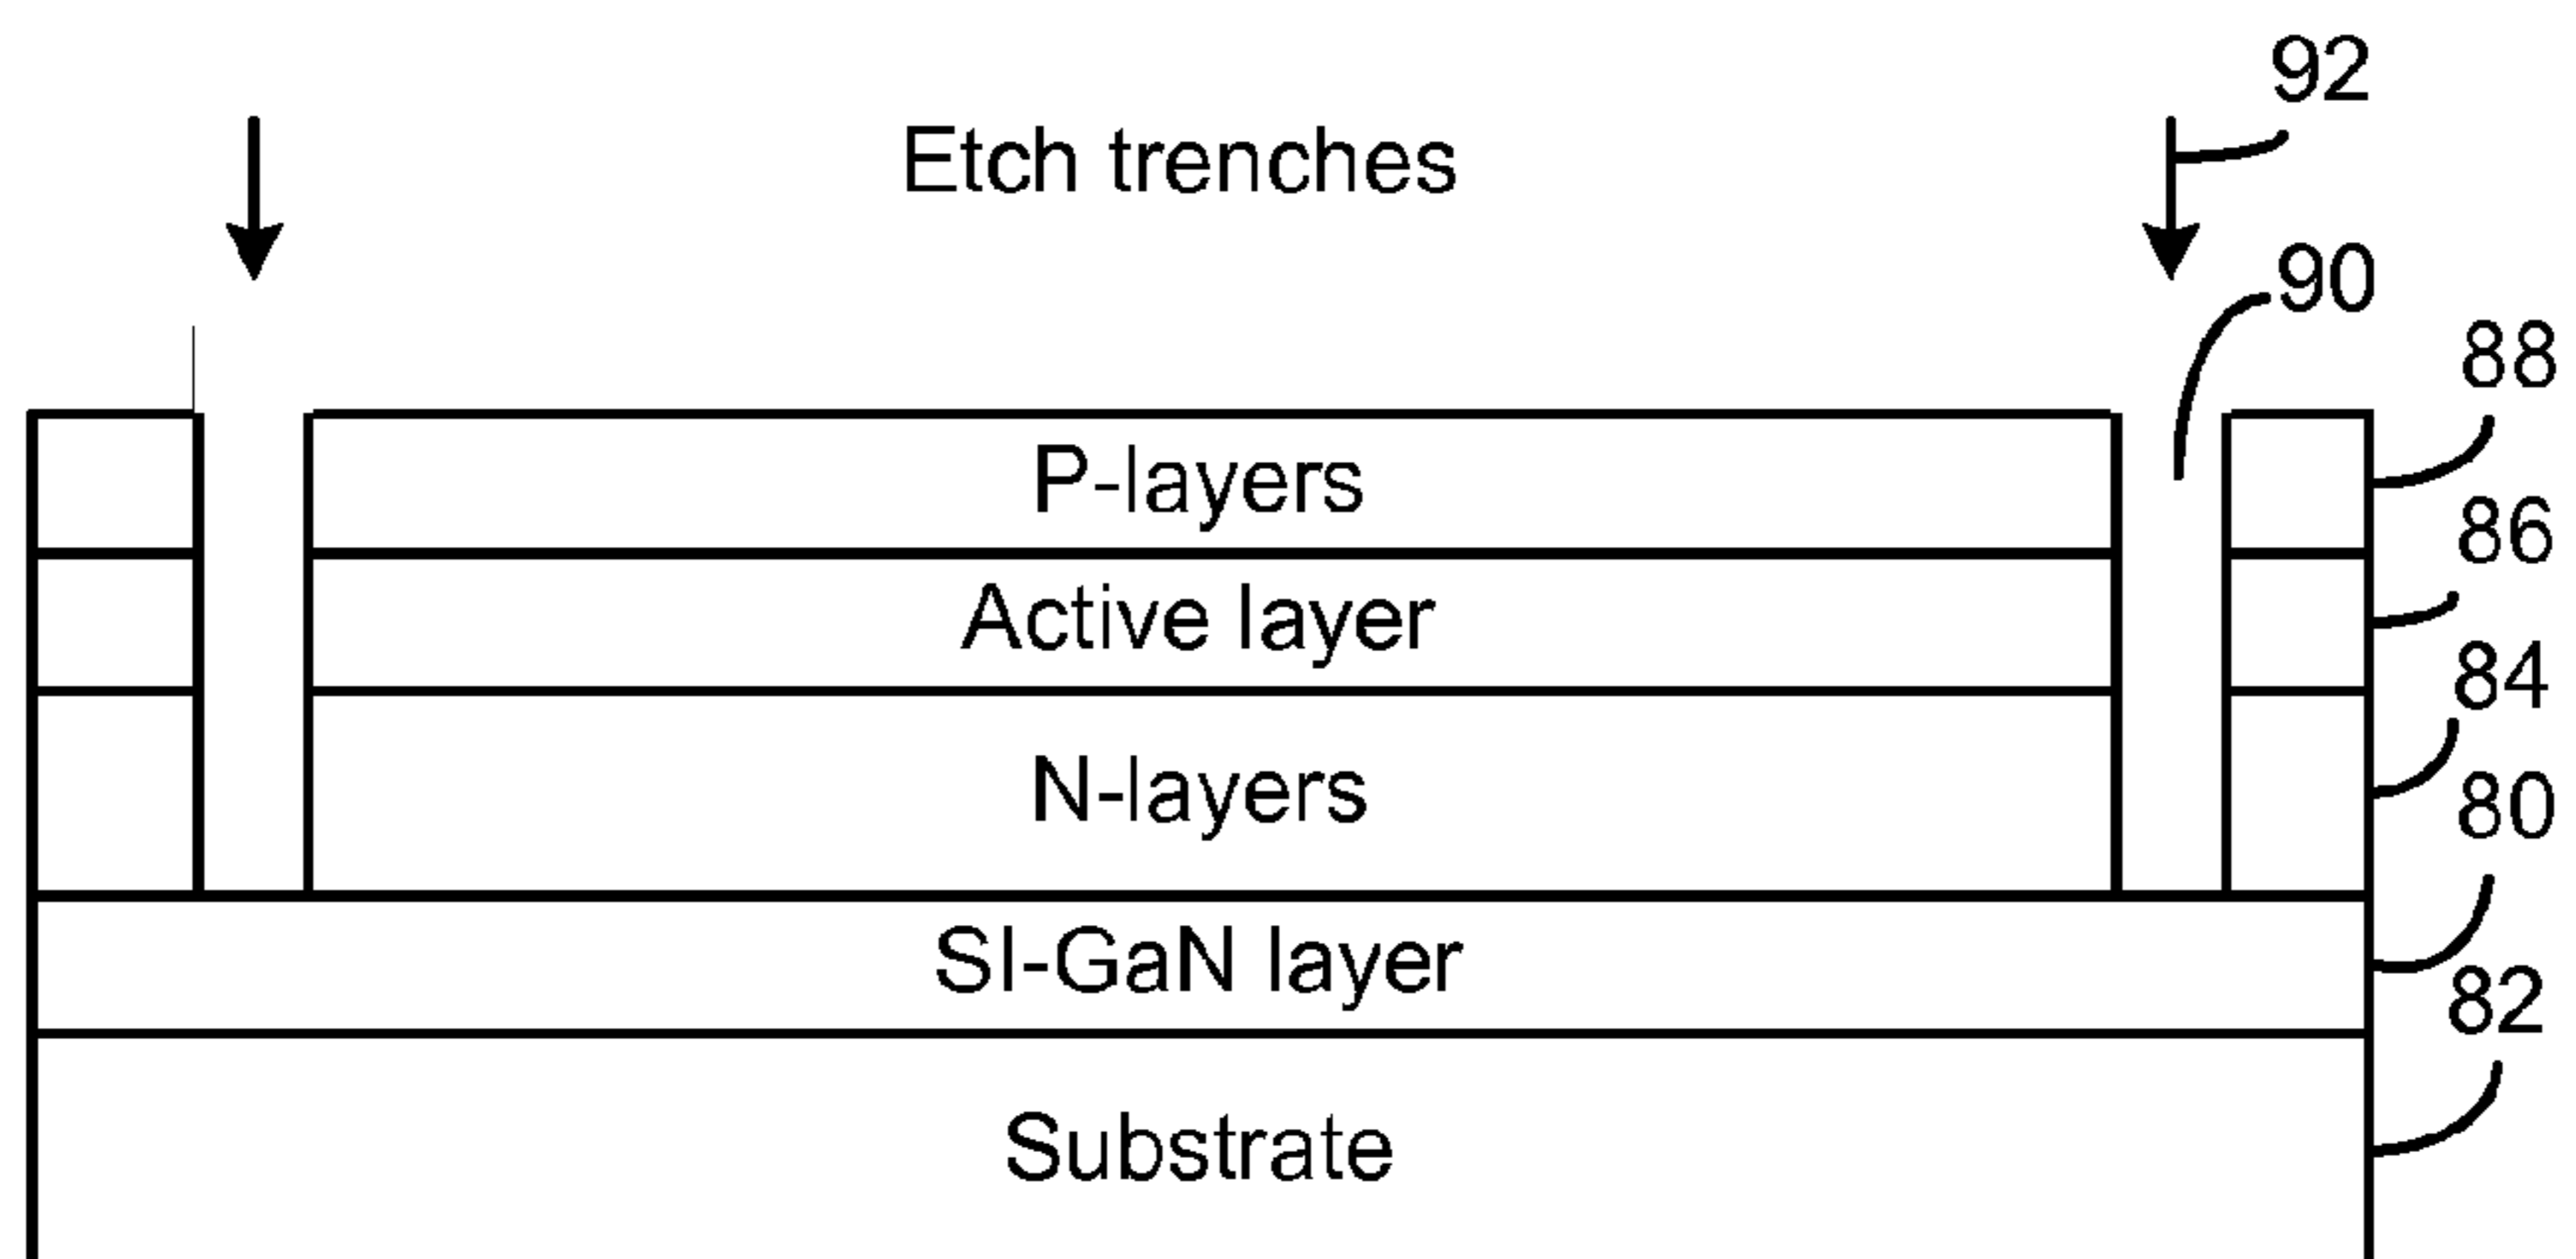 92
Etch trenches
90
88
P-layers
86
Active layer
84
N-layers
80
SI-GaN layer
82
Substrate